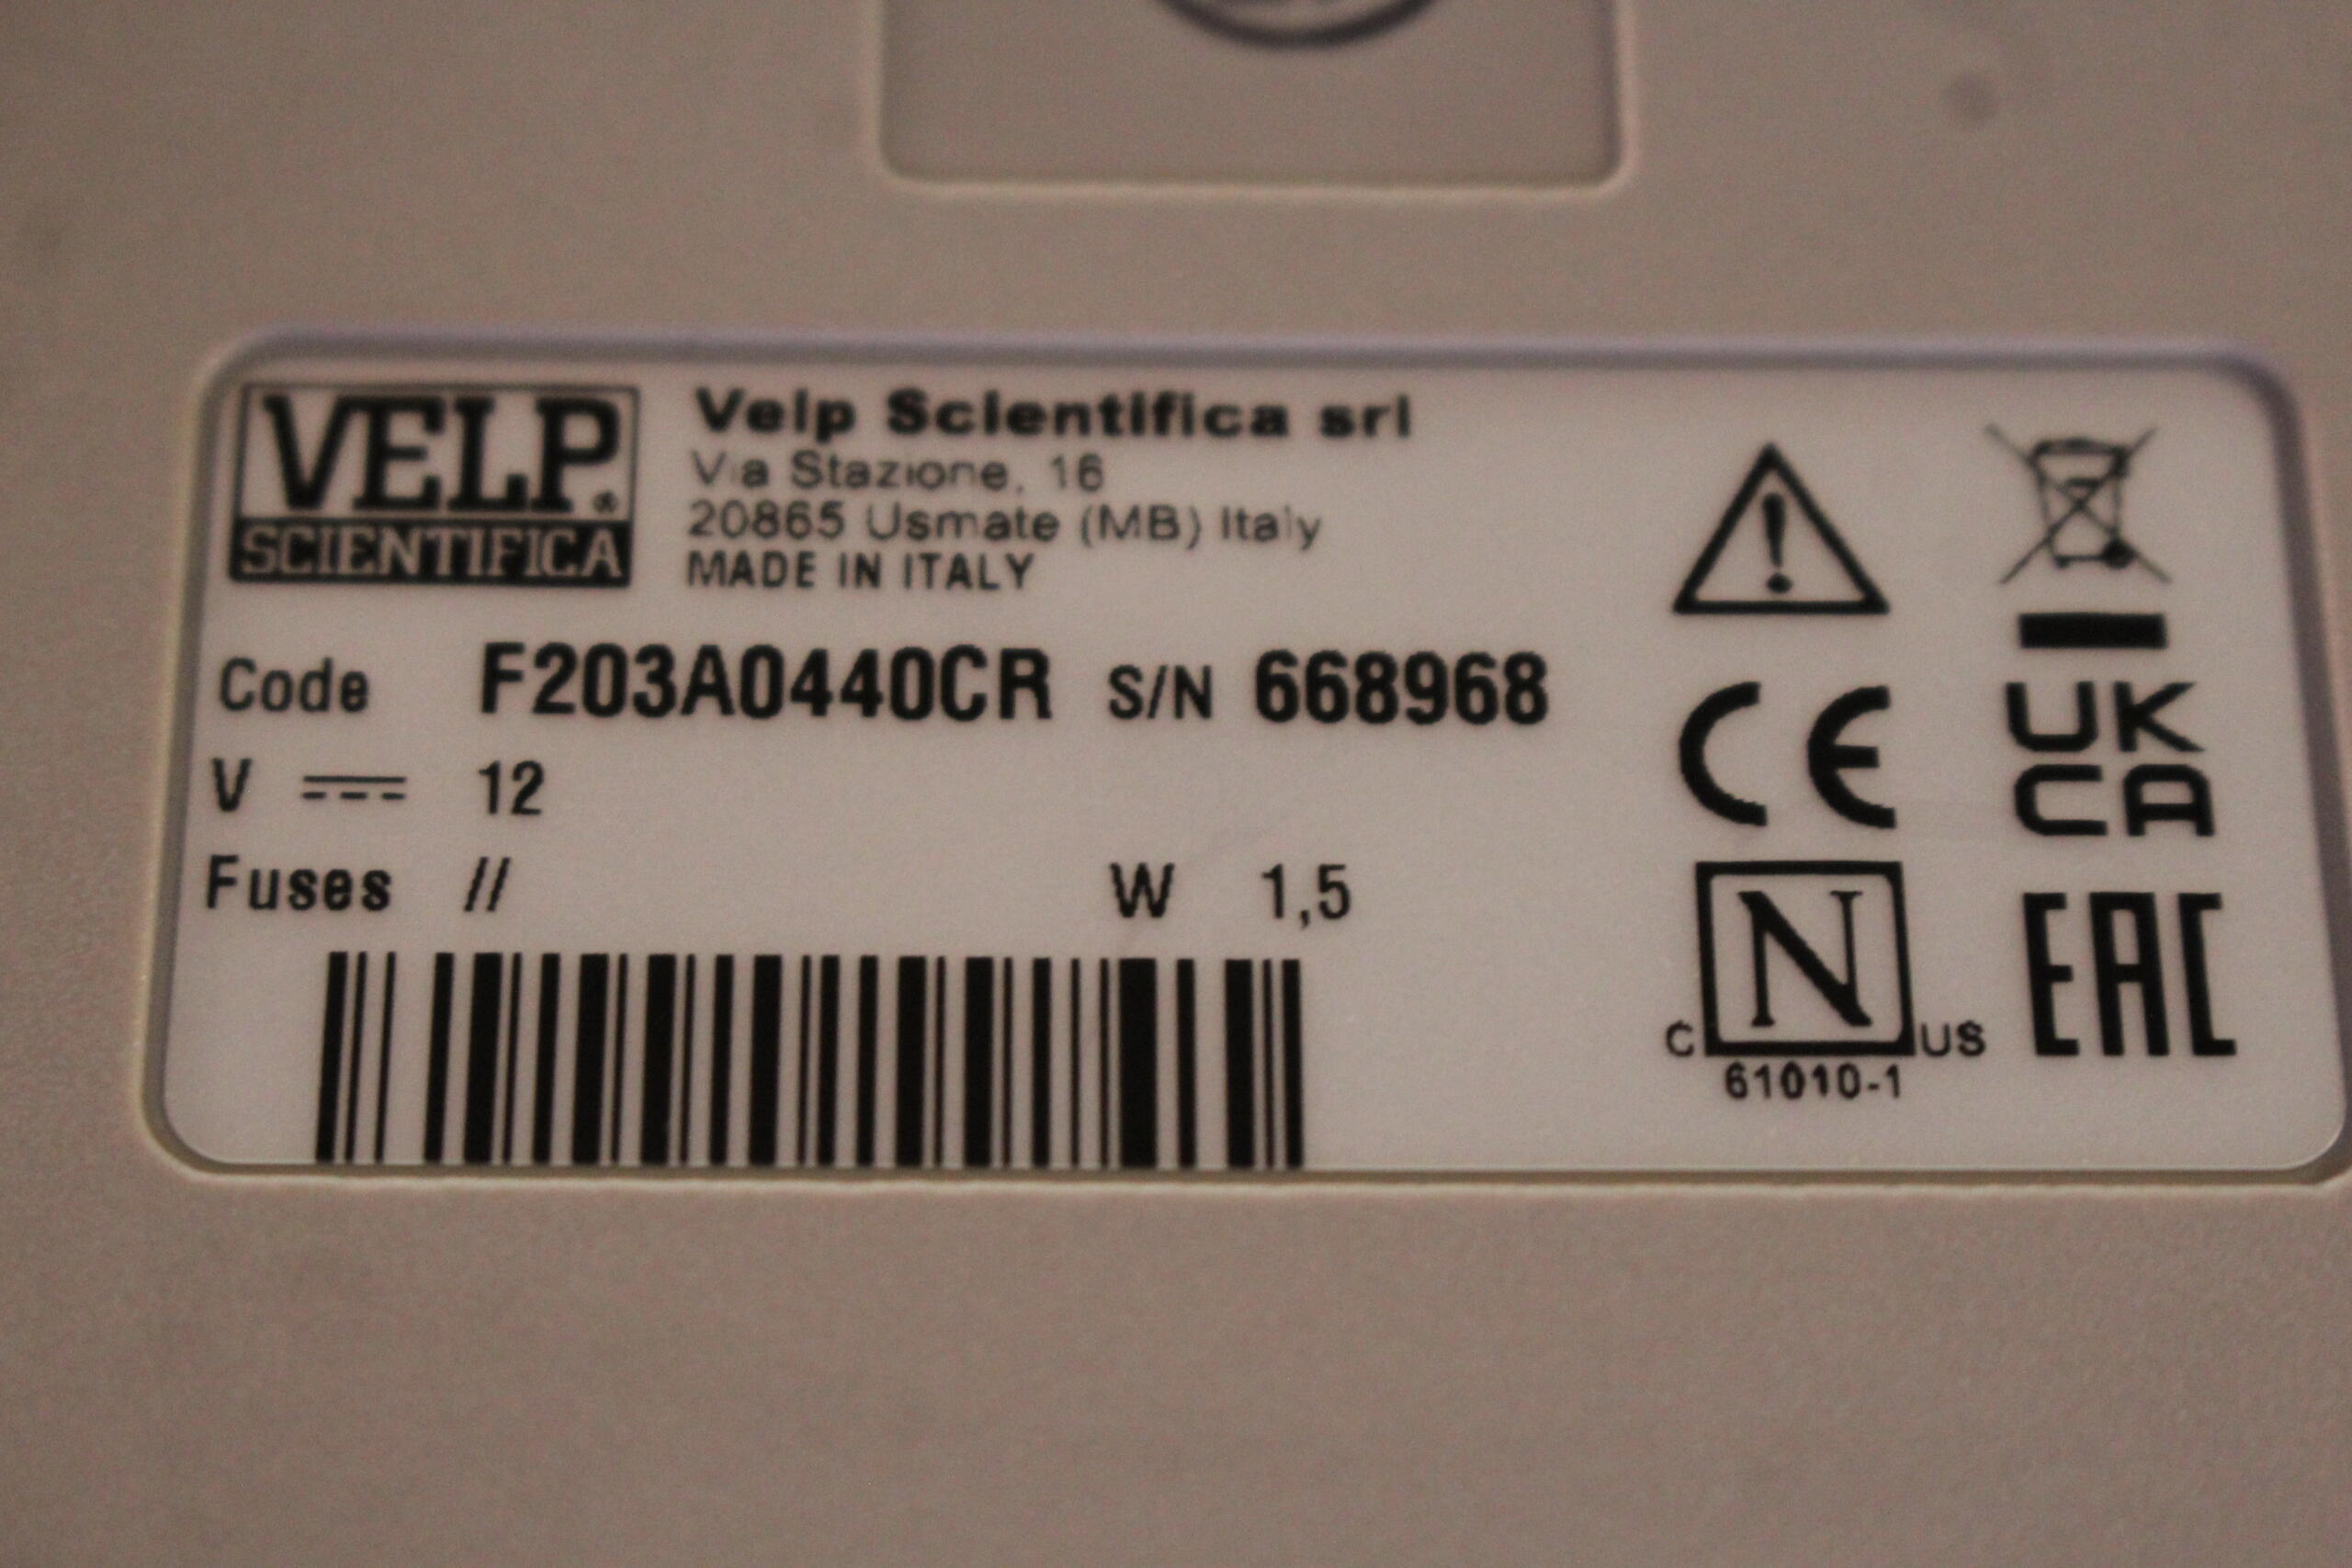 VELP®
SCIENTIFICA
Velp Scientifica srl
Via Stazione, 16
20865 Usmate (MB) Italy
MADE IN ITALY
Code F203A0440CR S/N 668968
V 12
Fuses // W 1,5
CE
UK
CA
N
C US
61010-1
EAC